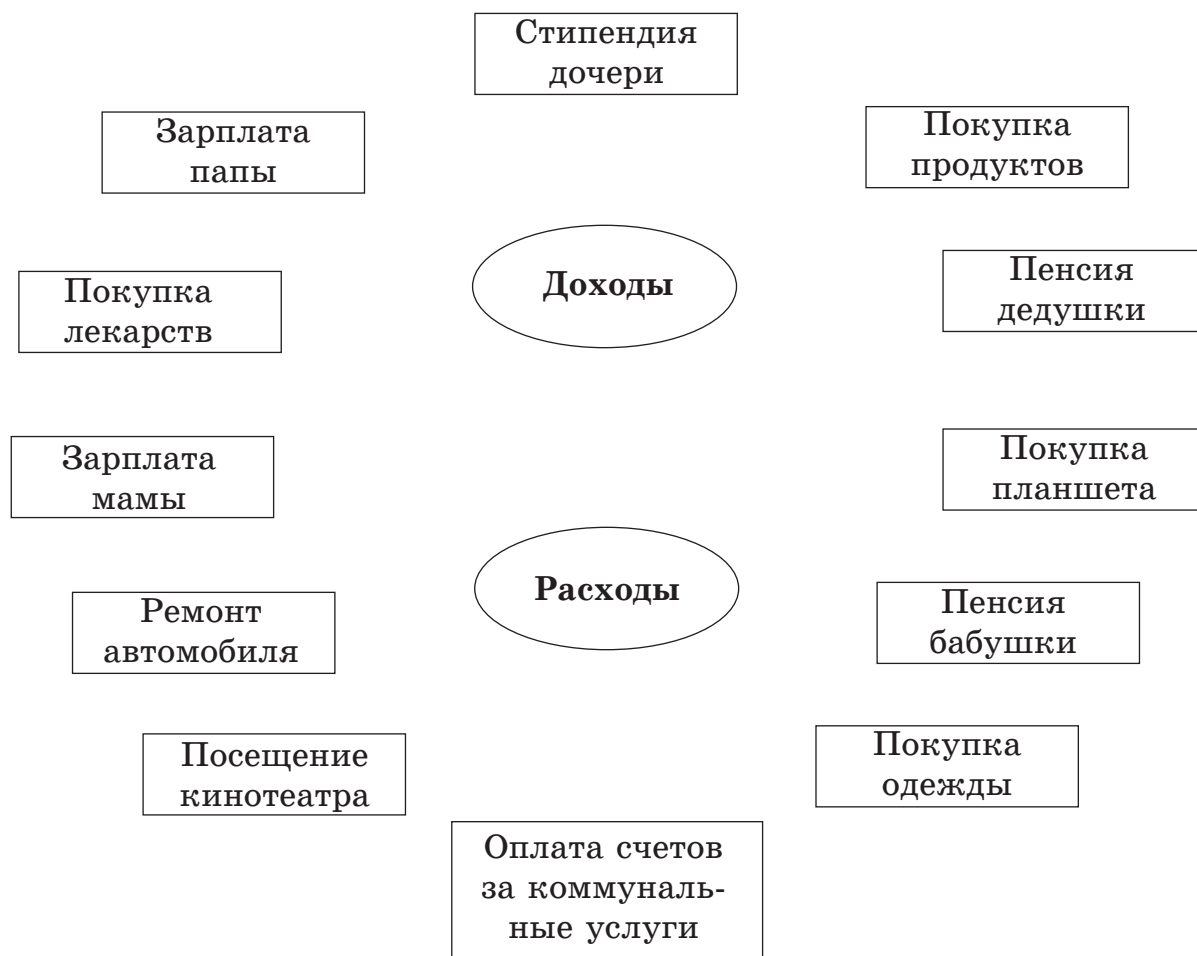 Стипендия
дочери
Зарплата
папы
Покупка
продуктов
Доходы
Пенсия
дедушки
Покупка
лекарств
Покупка
планшета
Зарплата
мамы
Расходы
Пенсия
бабушки
Ремонт
автомобиля
Покупка
одежды
Посещение
кинотеатра
Оплата счетов
за коммуналь-
ные услуги